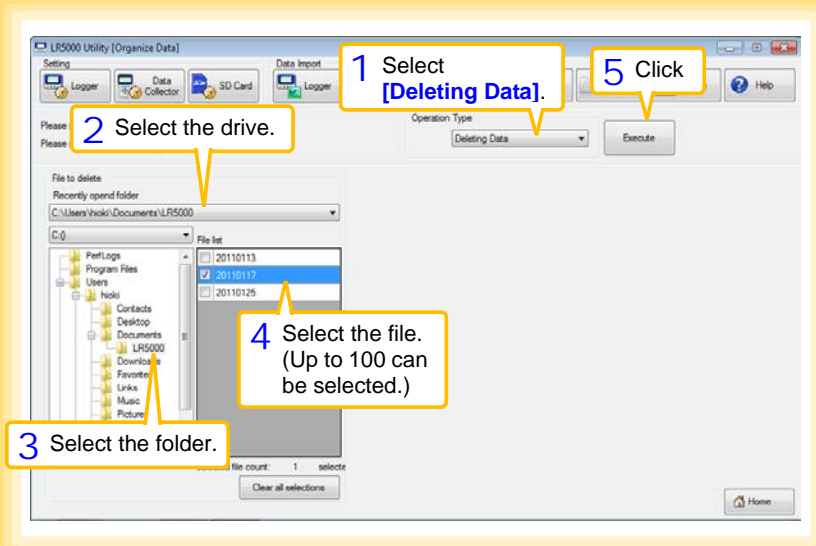 LR5000 Utility [Organize Data]
Setting
Data Import
Logger
Data
Collector
SD Card
Logger
Help
1 Select
[Deleting Data].
5 Click
Please
Please
2 Select the drive.
Operation Type
Deleting Data
Execute
File to delete
Recently opend folder
C:\Users\hioki\Documents\LR5000
C:()
File list
PerfLogs
Program Files
Users
hioki
Contacts
Desktop
Documents
LR5000
Downloads
Favorites
Links
Music
Picture
20110113
20110117
20110125
4 Select the file.
(Up to 100 can
be selected.)
3 Select the folder.
file count: 1 selecte
Clear all selections
Home